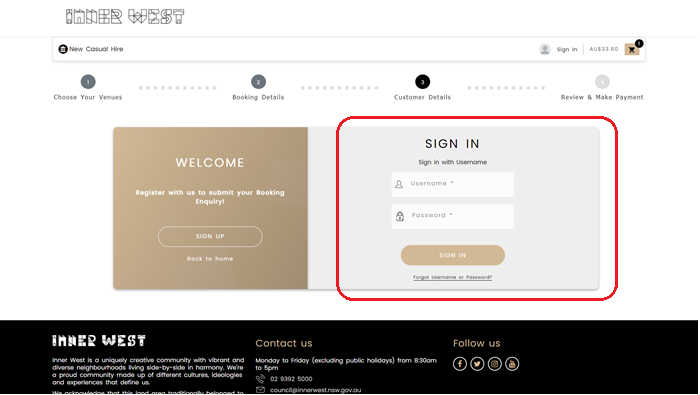 INNER WEST
New Casual Hire
Sign In
AU$33.80
1
1
2
3
4
Choose Your Venues
Booking Details
Customer Details
Review & Make Payment
WELCOME
Register with us to submit your Booking
Enquiry!
SIGN UP
Back to home
SIGN IN
Sign in with Username
Username *
Password *
SIGN IN
Forgot Username or Password?
INNER WEST
Inner West is a uniquely creative community with vibrant and
diverse neighbourhoods living side-by-side in harmony. We're
a proud community made up of different cultures, ideologies
and experiences that define us.
We acknowledge that this land area traditionally belonged to
Contact us
Monday to Friday (excluding public holidays) from 8:30am
to 5pm
02 9392 5000
council@innerwest.nsw.gov.au
Follow us